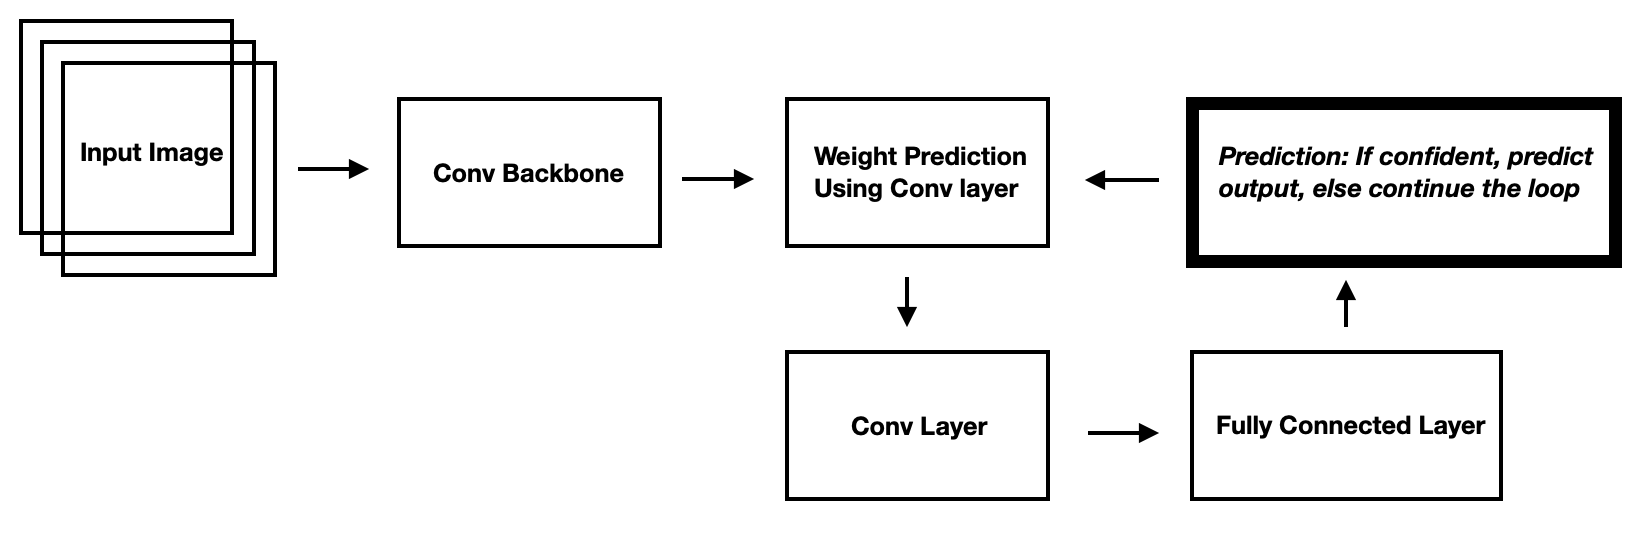 Input Image
Conv Backbone
Weight Prediction
Using Conv layer
Prediction: If confident, predict
output, else continue the loop
Conv Layer
Fully Connected Layer